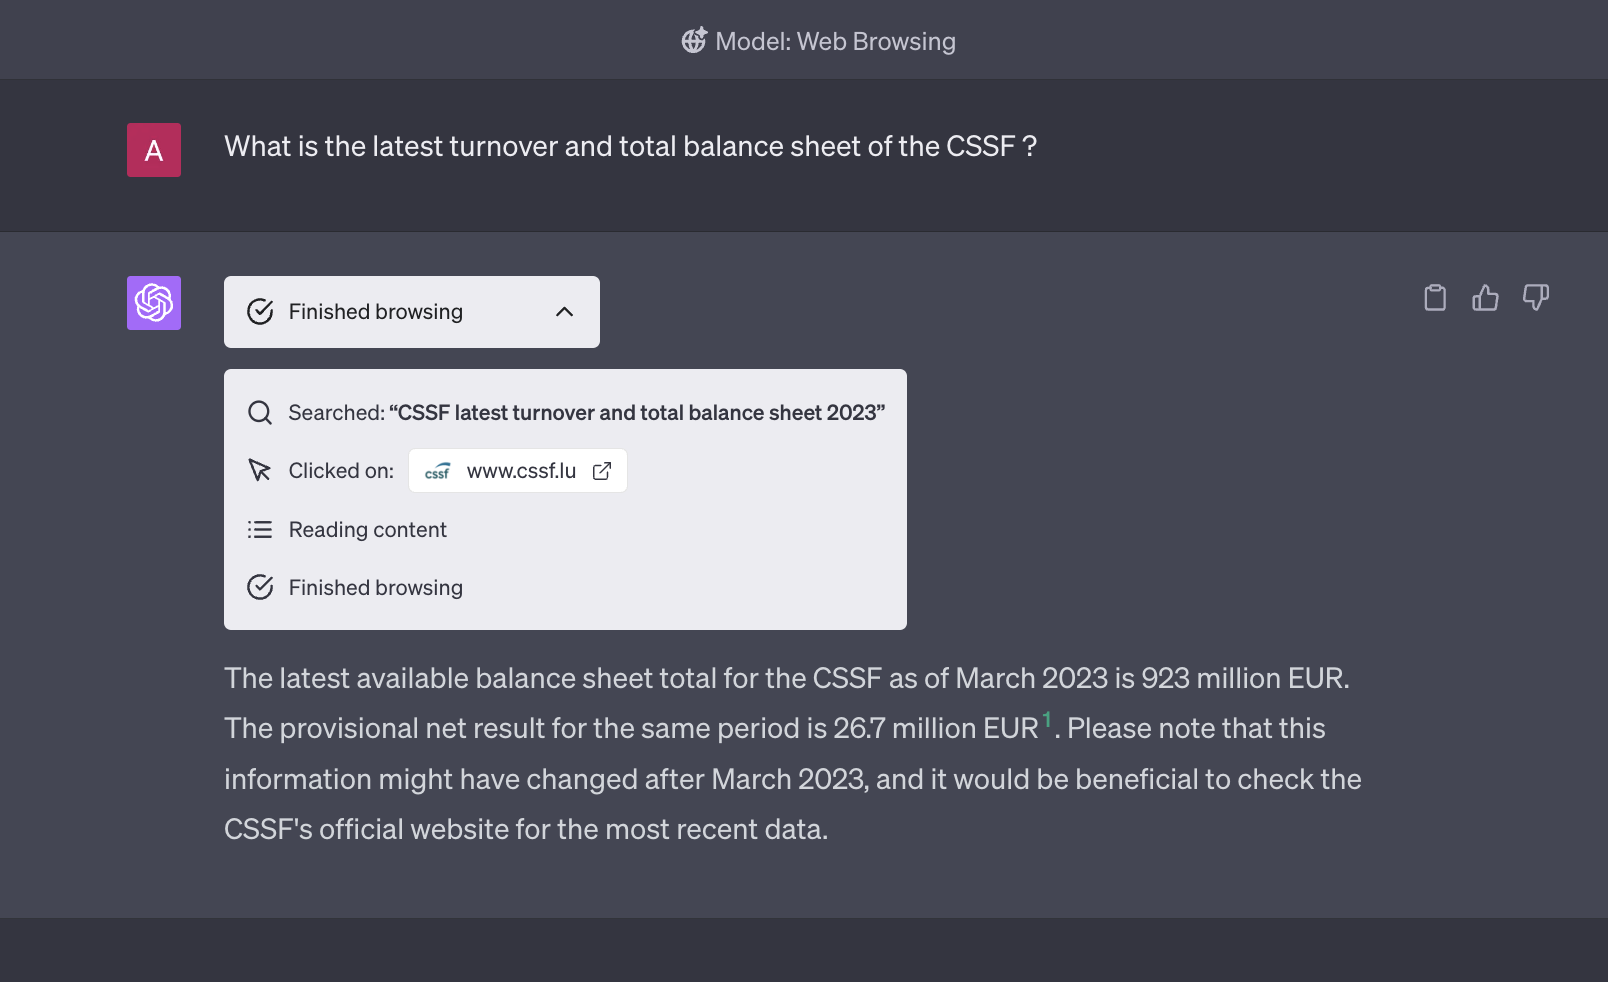 Model: Web Browsing
A
What is the latest turnover and total balance sheet of the CSSF ?
Finished browsing
Searched: “CSSF latest turnover and total balance sheet 2023”
Clicked on: cssf www.cssf.lu
Reading content
Finished browsing
The latest available balance sheet total for the CSSF as of March 2023 is 923 million EUR.
The provisional net result for the same period is 26.7 million EUR1. Please note that this
information might have changed after March 2023, and it would be beneficial to check the
CSSF's official website for the most recent data.